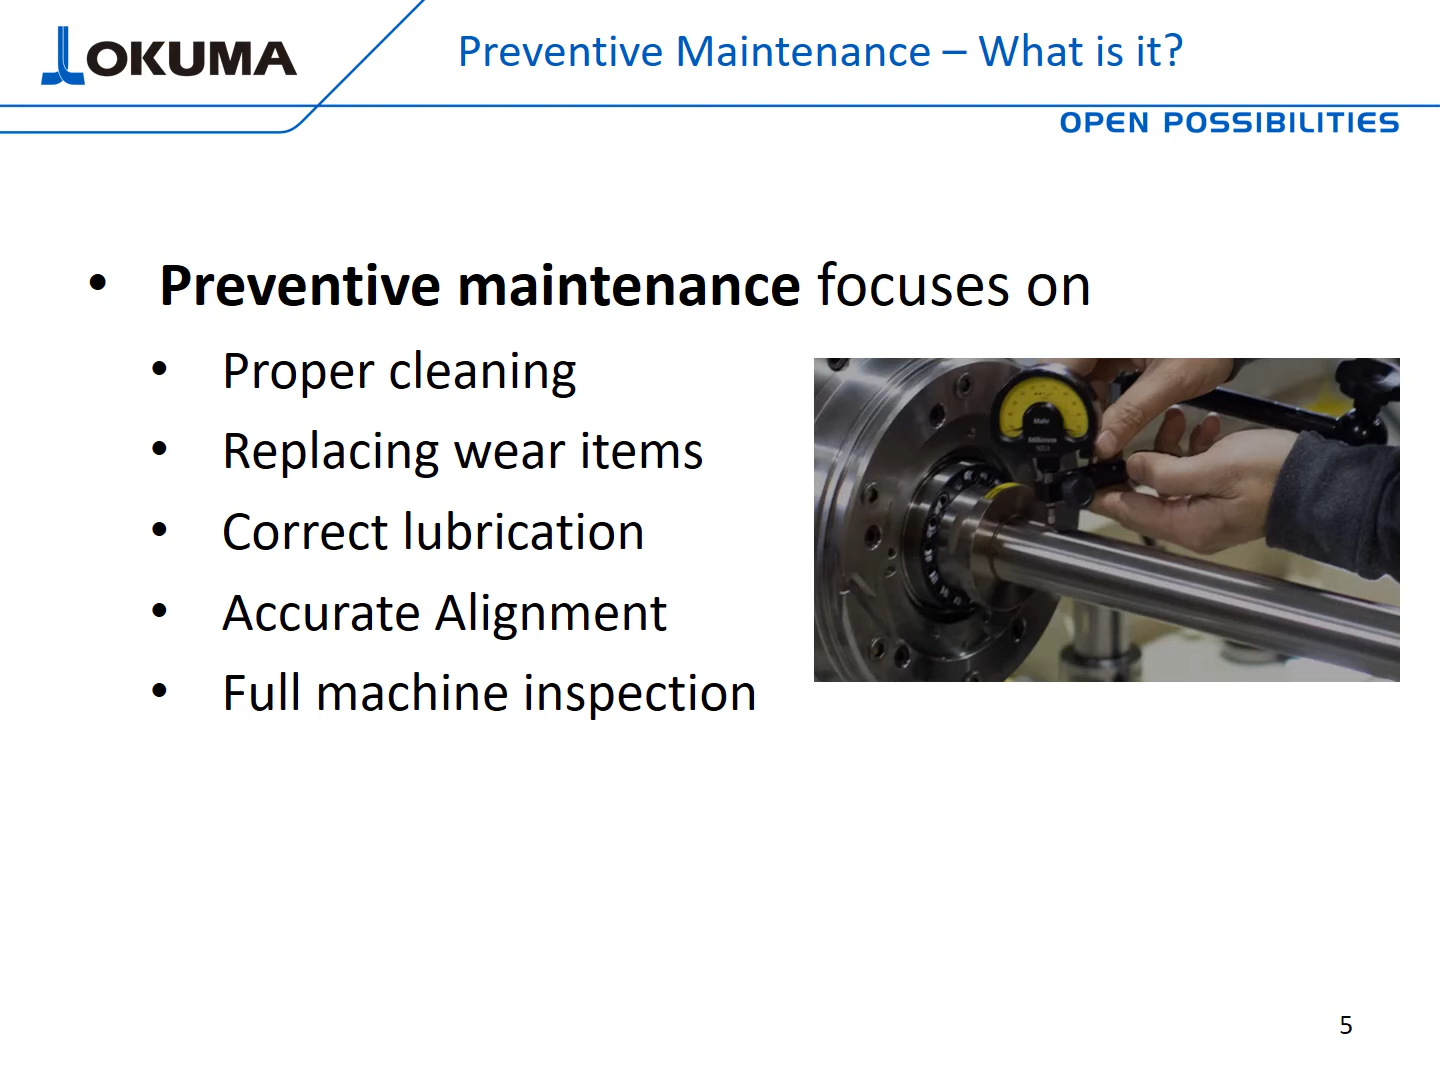 OKUMA
Preventive Maintenance – What is it?
OPEN POSSIBILITIES
• Preventive maintenance focuses on
• Proper cleaning
• Replacing wear items
• Correct lubrication
• Accurate Alignment
• Full machine inspection
Mahr
Millimess
5